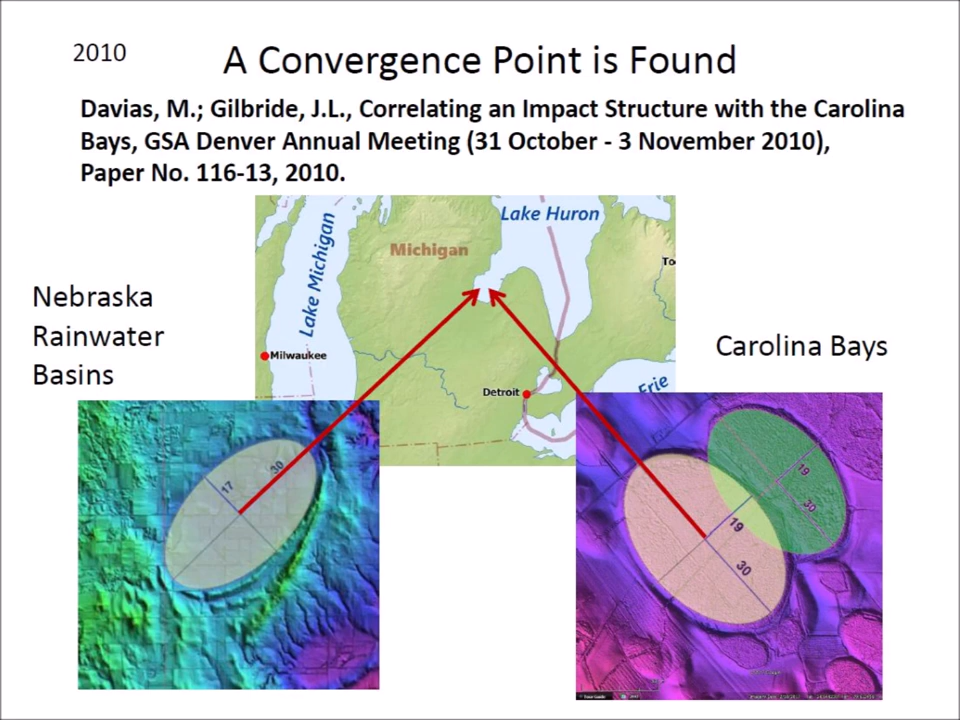 2010
A Convergence Point is Found
Davias, M.; Gilbride, J.L., Correlating an Impact Structure with the Carolina
Bays, GSA Denver Annual Meeting (31 October - 3 November 2010),
Paper No. 116-13, 2010.
Lake Huron
Lake Michigan
Michigan
To
Nebraska
Rainwater
Basins
Milwaukee
Carolina Bays
Detroit
Erie
17
30
19
30
19
30